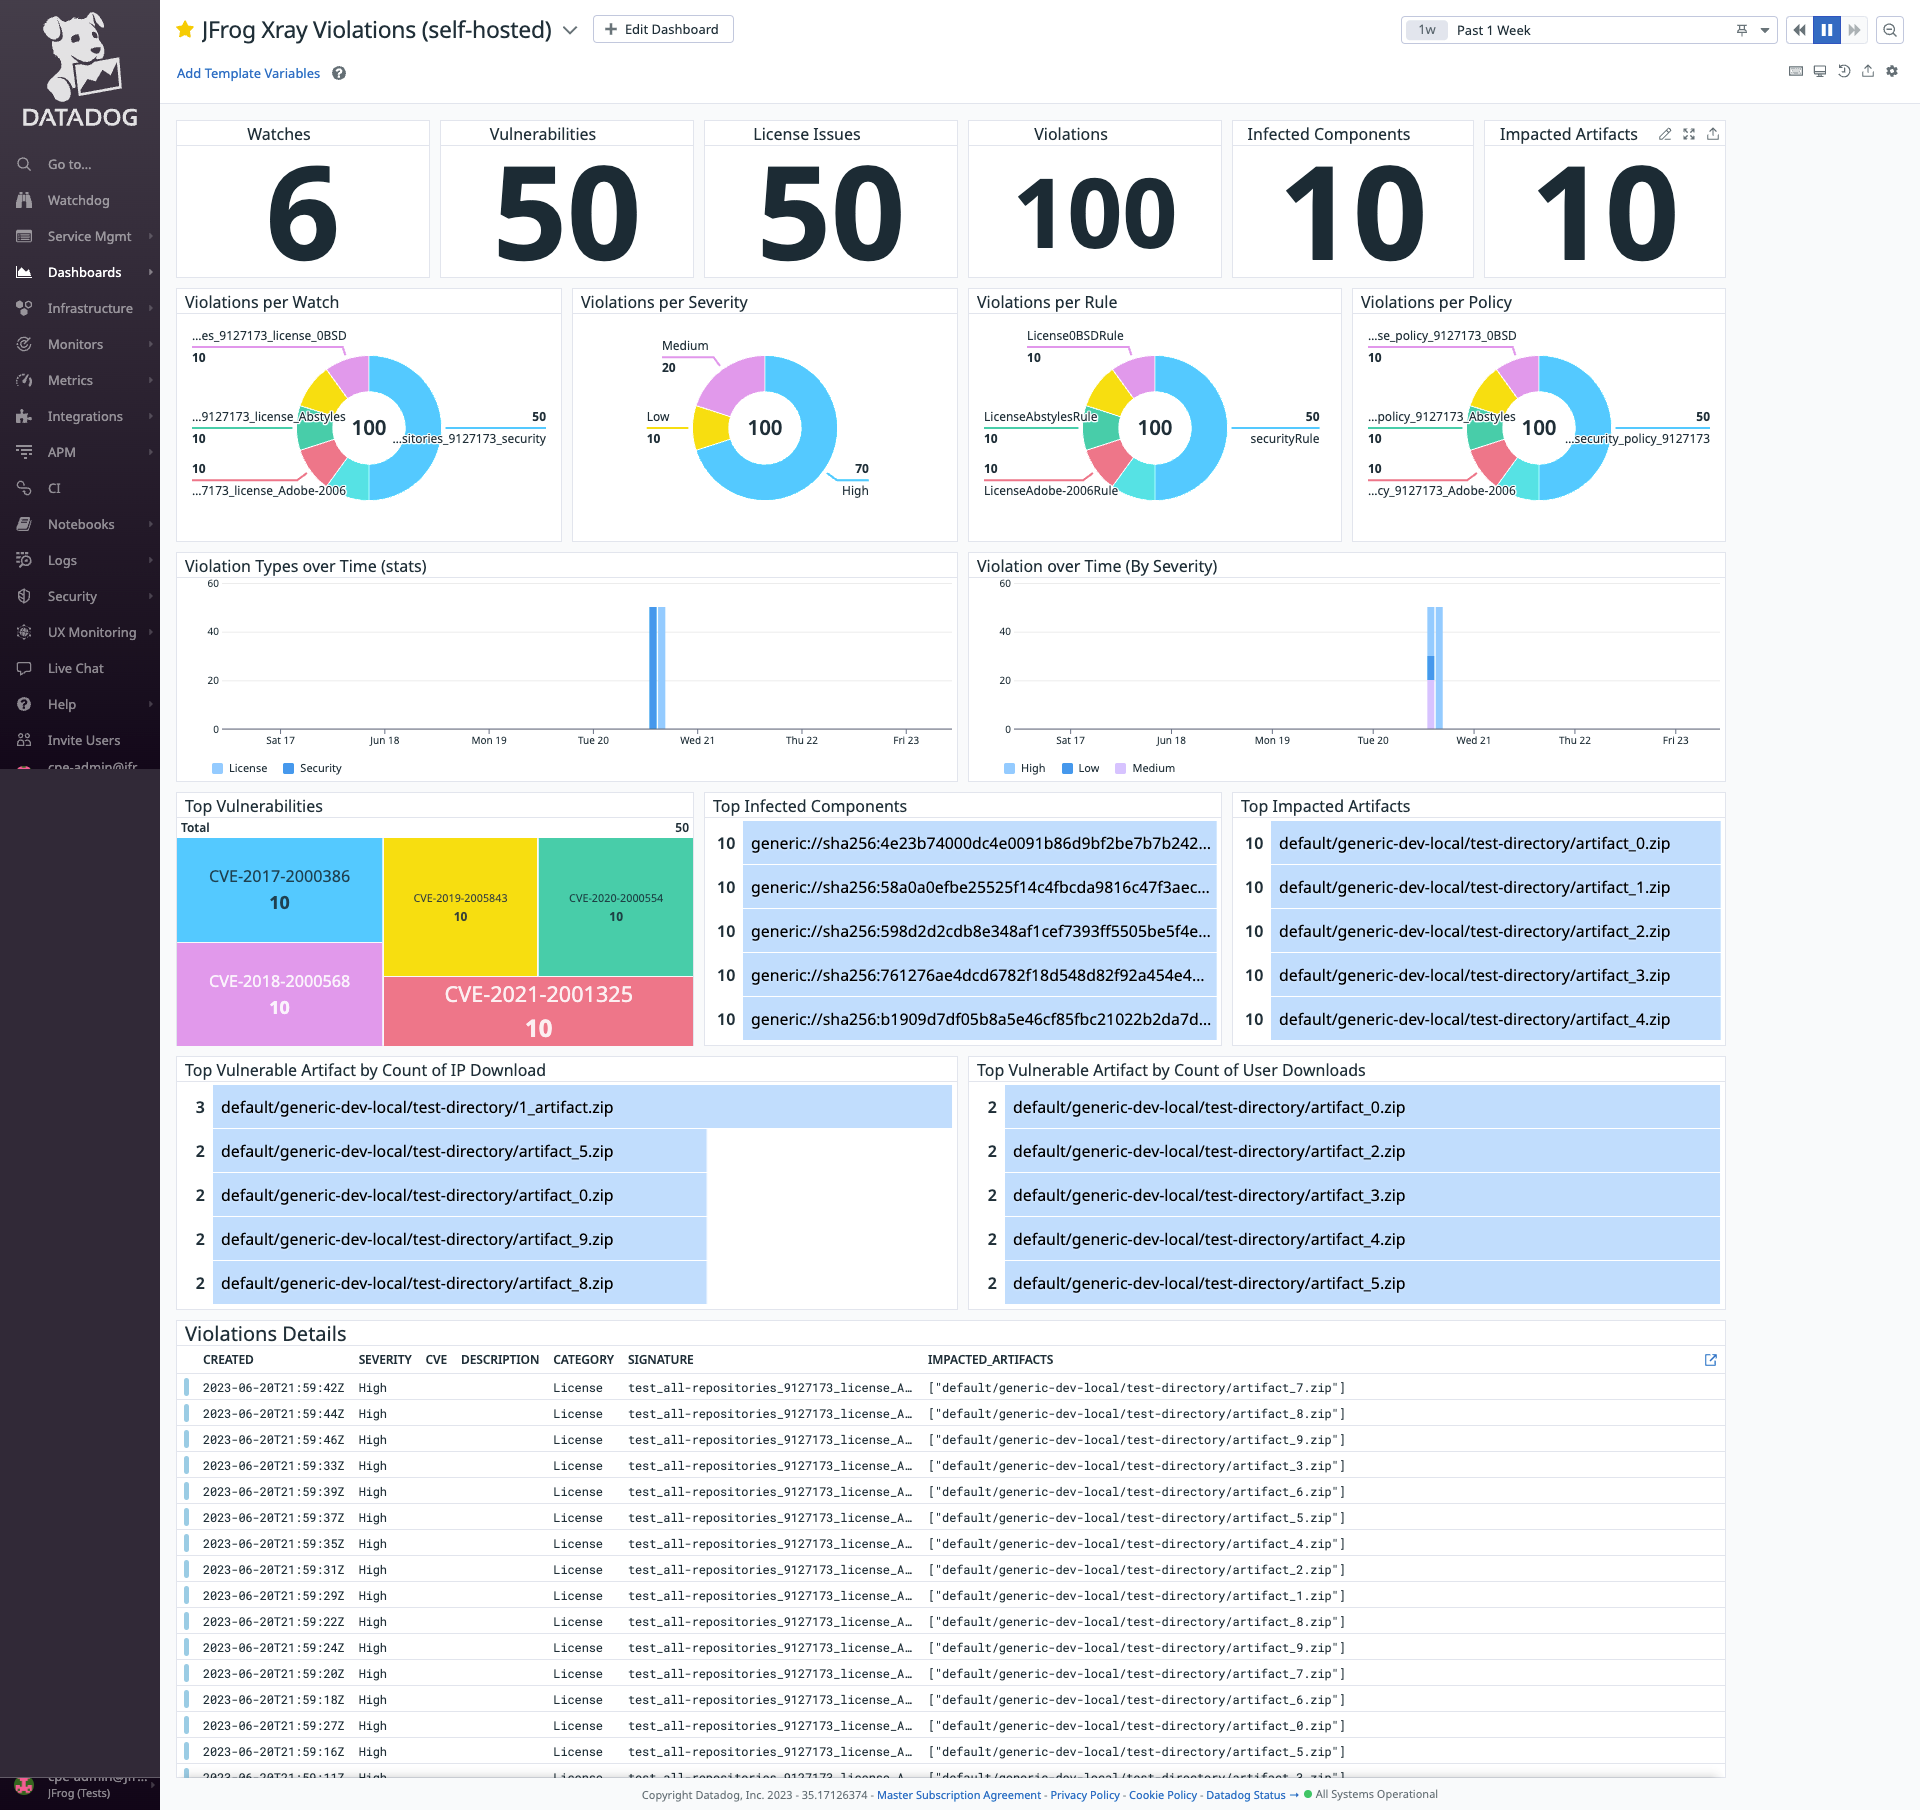 DATADOG
Go to...
Watchdog
Service Mgmt
Dashboards
Infrastructure
Monitors
Metrics
Integrations
APM
CI
Notebooks
Logs
Security
UX Monitoring
Live Chat
Help
Invite Users
cpe-admin@jfr
cpe-admin@jfr...
JFrog (Tests)
JFrog Xray Violations (self-hosted)
+ Edit Dashboard
1w Past 1 Week
Add Template Variables
Watches
6
Vulnerabilities
50
License Issues
50
Violations
100
Infected Components
10
Impacted Artifacts
10
Violations per Watch
...es_9127173_license_0BSD
10
...9127173_license_Abstyles
10
10
...7173_license_Adobe-2006
100
50
...sitories_9127173_security
Violations per Severity
Medium
20
Low
10
100
70
High
Violations per Rule
License0BSDRule
10
LicenseAbstylesRule
10
10
LicenseAdobe-2006Rule
100
50
securityRule
Violations per Policy
...se_policy_9127173_0BSD
10
...policy_9127173_Abstyles
10
10
...cy_9127173_Adobe-2006
100
50
...security_policy_9127173
Violation Types over Time (stats)
60
40
20
0
Sat 17 Jun 18 Mon 19 Tue 20 Wed 21 Thu 22 Fri 23
License Security
Violation over Time (By Severity)
60
40
20
0
Sat 17 Jun 18 Mon 19 Tue 20 Wed 21 Thu 22 Fri 23
High Low Medium
Top Vulnerabilities
Total 50
CVE-2017-2000386
10
CVE-2018-2000568
10
CVE-2019-2005843
10
CVE-2020-2000554
10
CVE-2021-2001325
10
Top Infected Components
10 generic://sha256:4e23b74000dc4e0091b86d9bf2be7b7b242...
10 generic://sha256:58a0a0efbe25525f14c4fbcda9816c47f3aec...
10 generic://sha256:598d2d2cdb8e348af1cef7393ff5505be5f4e...
10 generic://sha256:761276ae4dcd6782f18d548d82f92a454e4...
10 generic://sha256:b1909d7df05b8a5e46cf85fbc21022b2da7d...
Top Impacted Artifacts
10 default/generic-dev-local/test-directory/artifact_0.zip
10 default/generic-dev-local/test-directory/artifact_1.zip
10 default/generic-dev-local/test-directory/artifact_2.zip
10 default/generic-dev-local/test-directory/artifact_3.zip
10 default/generic-dev-local/test-directory/artifact_4.zip
Top Vulnerable Artifact by Count of IP Download
3 default/generic-dev-local/test-directory/1_artifact.zip
2 default/generic-dev-local/test-directory/artifact_5.zip
2 default/generic-dev-local/test-directory/artifact_0.zip
2 default/generic-dev-local/test-directory/artifact_9.zip
2 default/generic-dev-local/test-directory/artifact_8.zip
Top Vulnerable Artifact by Count of User Downloads
2 default/generic-dev-local/test-directory/artifact_0.zip
2 default/generic-dev-local/test-directory/artifact_2.zip
2 default/generic-dev-local/test-directory/artifact_3.zip
2 default/generic-dev-local/test-directory/artifact_4.zip
2 default/generic-dev-local/test-directory/artifact_5.zip
Violations Details
CREATED SEVERITY CVE DESCRIPTION CATEGORY SIGNATURE IMPACTED_ARTIFACTS
2023-06-20T21:59:42Z High License test_all-repositories_9127173_license_A… ["default/generic-dev-local/test-directory/artifact_7.zip"]
2023-06-20T21:59:44Z High License test_all-repositories_9127173_license_A… ["default/generic-dev-local/test-directory/artifact_8.zip"]
2023-06-20T21:59:46Z High License test_all-repositories_9127173_license_A… ["default/generic-dev-local/test-directory/artifact_9.zip"]
2023-06-20T21:59:33Z High License test_all-repositories_9127173_license_A… ["default/generic-dev-local/test-directory/artifact_3.zip"]
2023-06-20T21:59:39Z High License test_all-repositories_9127173_license_A… ["default/generic-dev-local/test-directory/artifact_6.zip"]
2023-06-20T21:59:37Z High License test_all-repositories_9127173_license_A… ["default/generic-dev-local/test-directory/artifact_5.zip"]
2023-06-20T21:59:35Z High License test_all-repositories_9127173_license_A… ["default/generic-dev-local/test-directory/artifact_4.zip"]
2023-06-20T21:59:31Z High License test_all-repositories_9127173_license_A… ["default/generic-dev-local/test-directory/artifact_2.zip"]
2023-06-20T21:59:29Z High License test_all-repositories_9127173_license_A… ["default/generic-dev-local/test-directory/artifact_1.zip"]
2023-06-20T21:59:22Z High License test_all-repositories_9127173_license_A… ["default/generic-dev-local/test-directory/artifact_8.zip"]
2023-06-20T21:59:24Z High License test_all-repositories_9127173_license_A… ["default/generic-dev-local/test-directory/artifact_9.zip"]
2023-06-20T21:59:20Z High License test_all-repositories_9127173_license_A… ["default/generic-dev-local/test-directory/artifact_7.zip"]
2023-06-20T21:59:18Z High License test_all-repositories_9127173_license_A… ["default/generic-dev-local/test-directory/artifact_6.zip"]
2023-06-20T21:59:27Z High License test_all-repositories_9127173_license_A… ["default/generic-dev-local/test-directory/artifact_0.zip"]
2023-06-20T21:59:16Z High License test_all-repositories_9127173_license_A… ["default/generic-dev-local/test-directory/artifact_5.zip"]
Copyright Datadog, Inc. 2023 - 35.17126374 - Master Subscription Agreement - Privacy Policy - Cookie Policy - Datadog Status → All Systems Operational